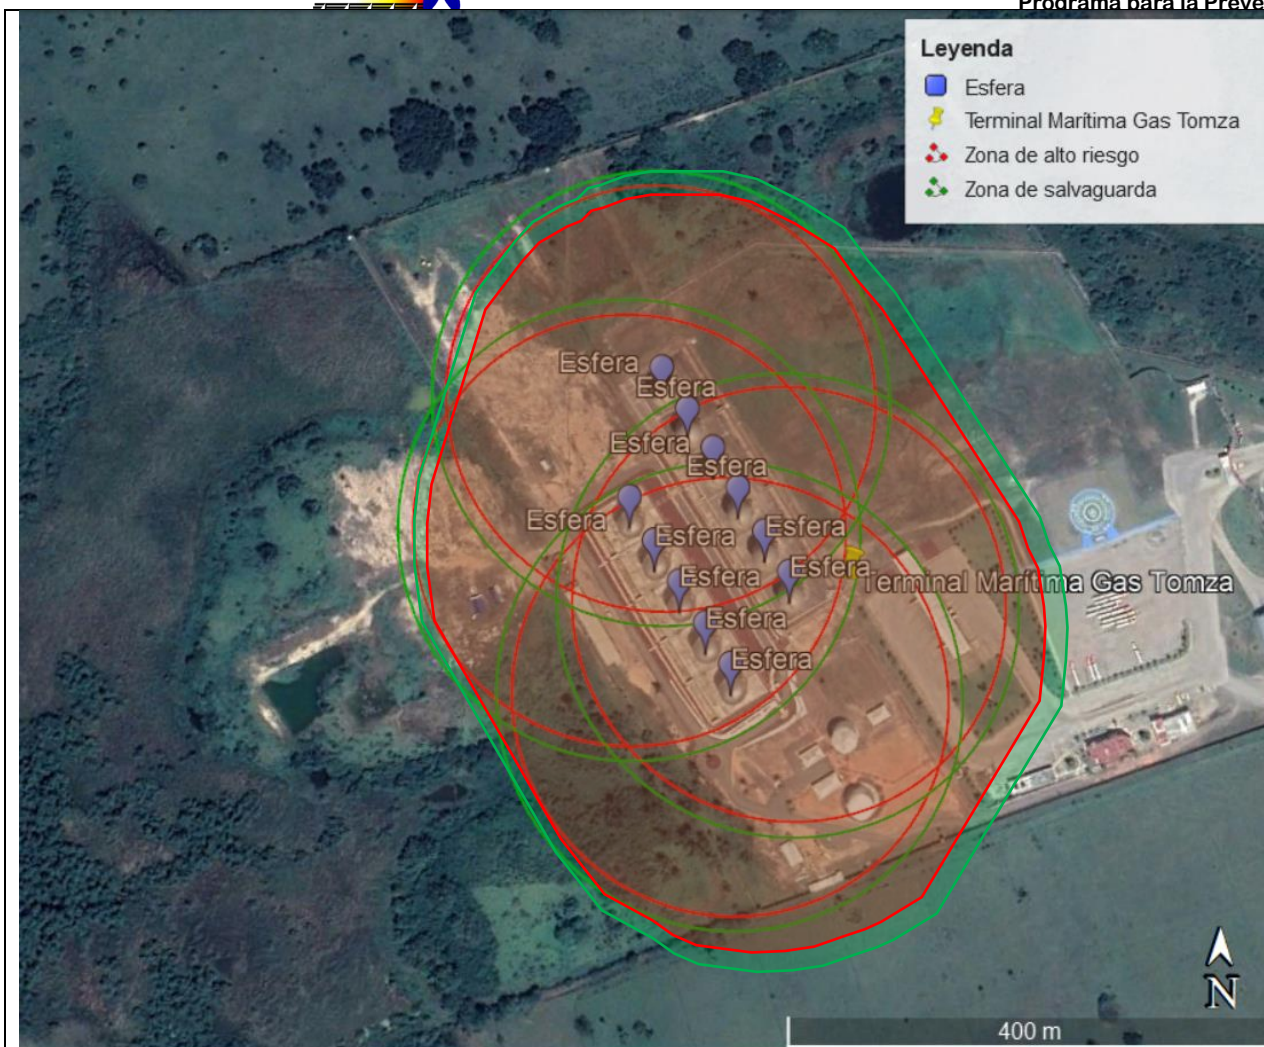 Programa para la Preve
Leyenda
Esfera
Terminal Marítima Gas Tomza
Zona de alto riesgo
Zona de salvaguarda
Esfera
Esfera
Esfera
Esfera
Esfera
Esfera
Esfera
Esfera
Esfera
Terminal Marítima Gas Tomza
Esfera
Esfera
N
400 m